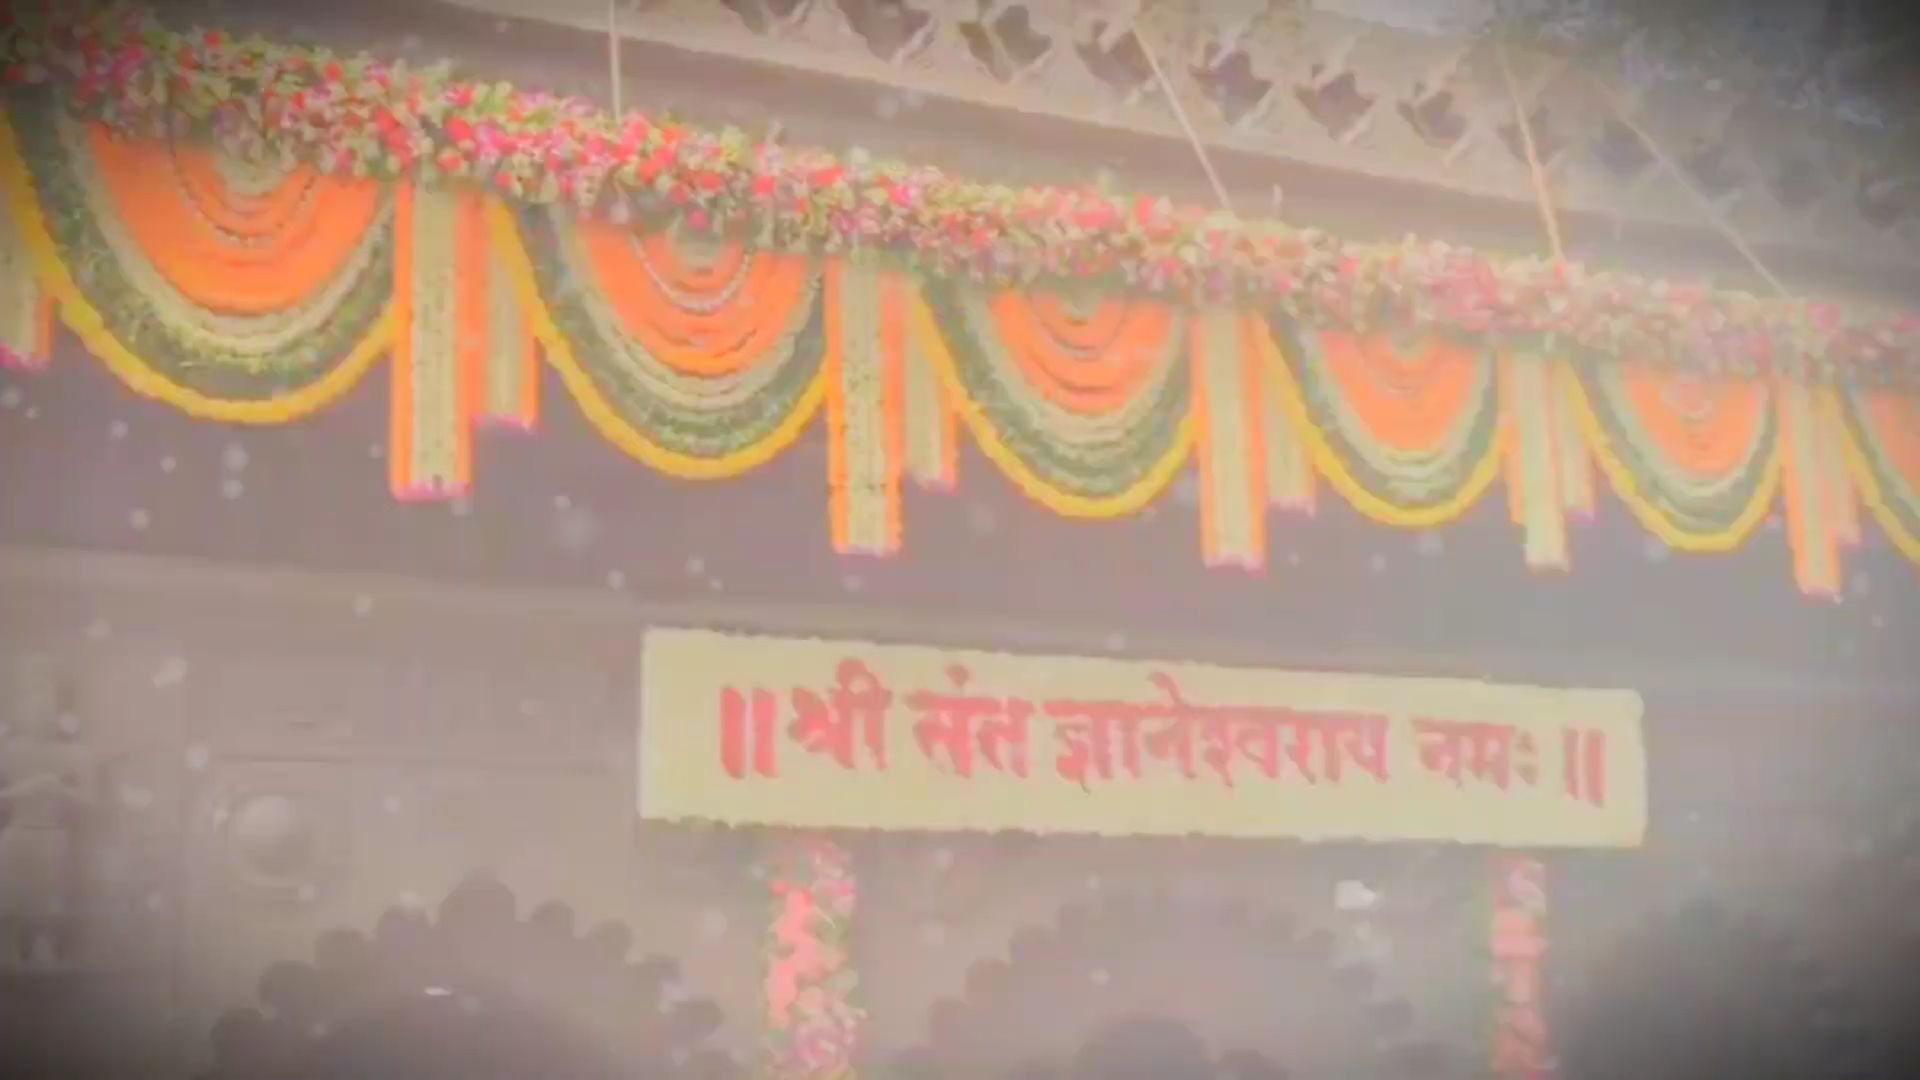 ॥ श्री संत ज्ञानेश्वराय नमः ॥